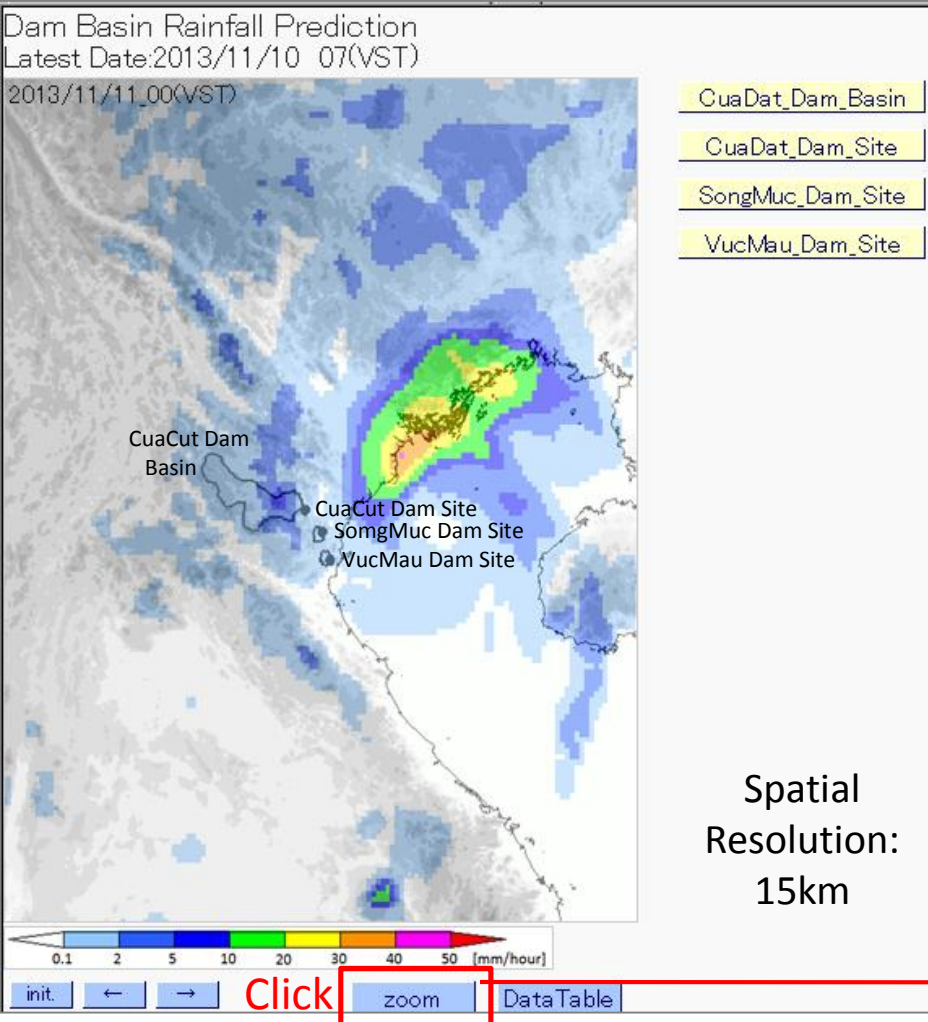 Dam Basin Rainfall Prediction
Latest Date:2013/11/10 07(VST)
2013/11/11_00(VST)
CuaDat_Dam_Basin
CuaDat_Dam_Site
SongMuc_Dam_Site
VucMau_Dam_Site
CuaCut Dam
Basin
CuaCut Dam Site
SomgMuc Dam Site
VucMau Dam Site
Spatial
Resolution:
15km
0.1 2 5 10 20 30 40 50 [mm/hour]
init. ← → Click zoom DataTable